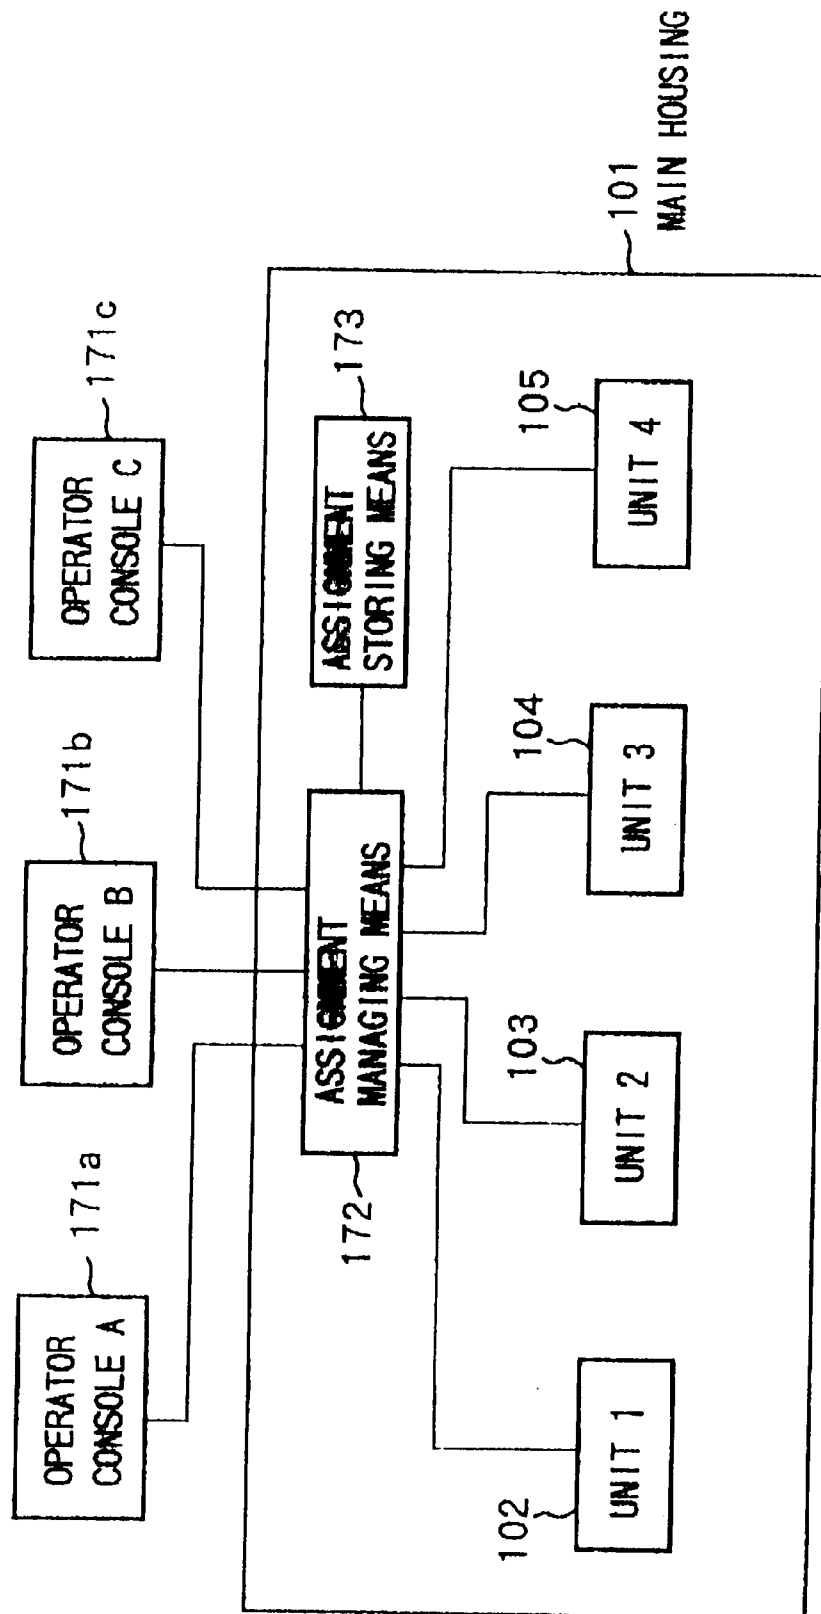 171a
171b
171c
OPERATOR
CONSOLE A
OPERATOR
CONSOLE B
OPERATOR
CONSOLE C
172
ASSIGNMENT
MANAGING MEANS
ASSIGNMENT
STORING MEANS
173
102
103
104
105
UNIT 1
UNIT 2
UNIT 3
UNIT 4
101
MAIN HOUSING